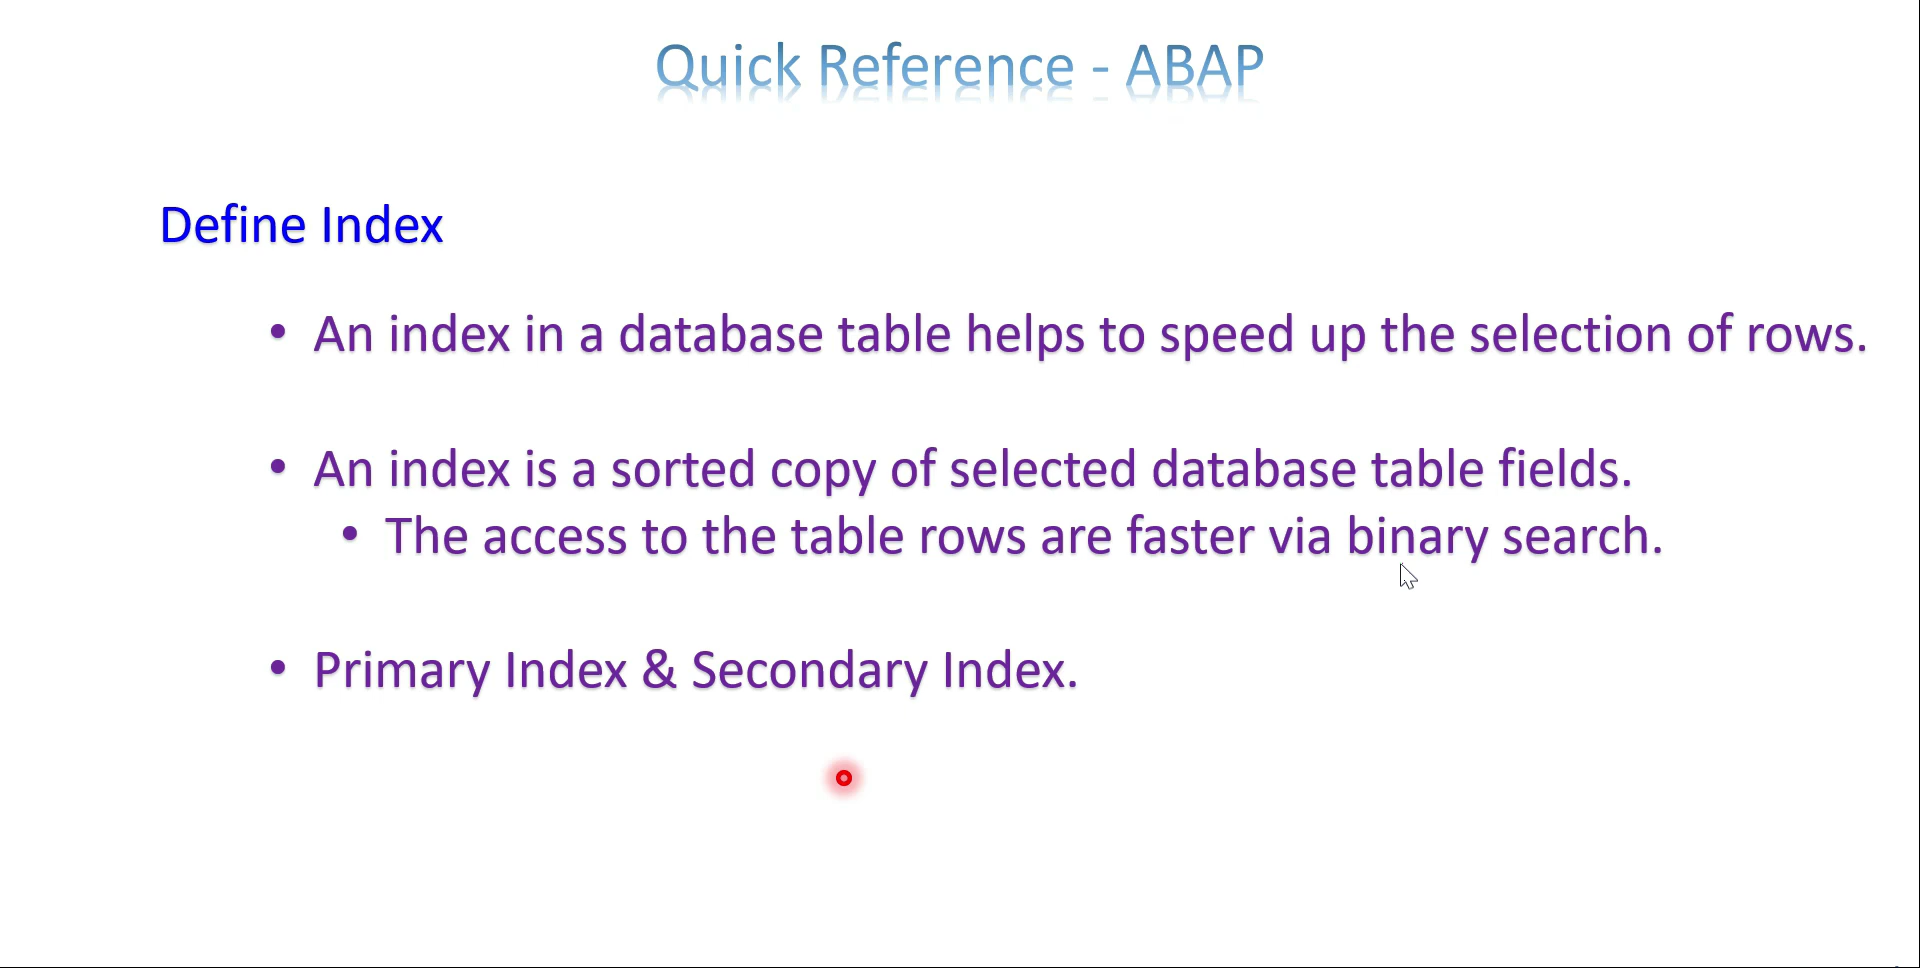 Quick Reference - ABAP
Define Index
• An index in a database table helps to speed up the selection of rows.
• An index is a sorted copy of selected database table fields.
• The access to the table rows are faster via binary search.
• Primary Index & Secondary Index.